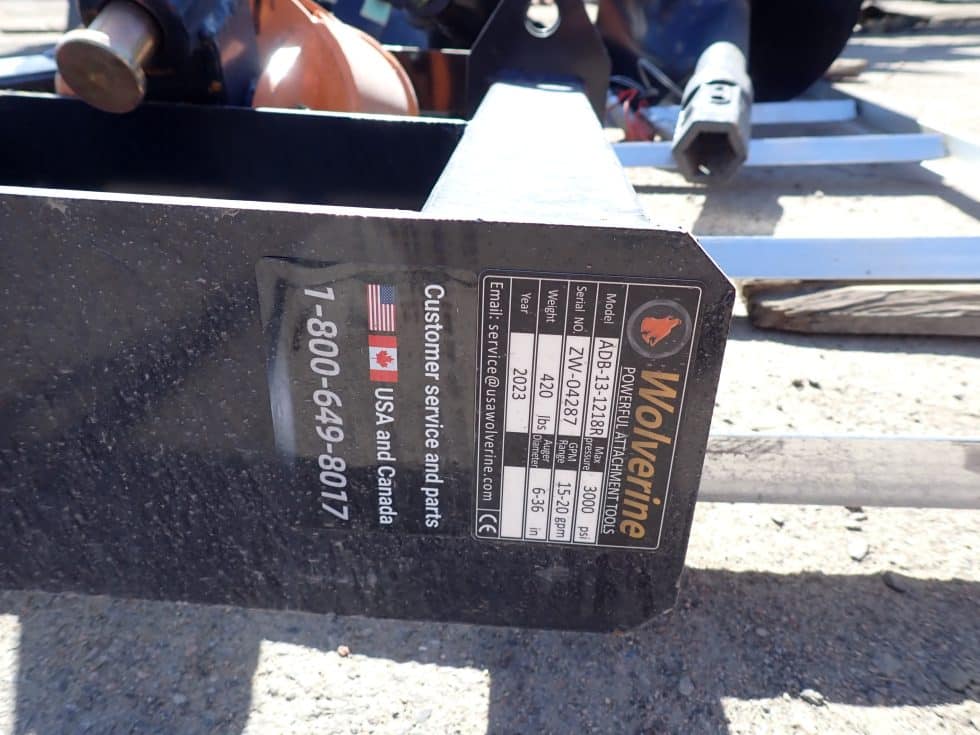 Wolverine
POWERFUL ATTACHMENT TOOLS
Model ADB-13-1218R Max pressure 3000 psi
Serial NO. ZW-04287 GPM Range 15-20 gpm
Weight 420 lbs Auger Diameter 6-36 in
Year 2023
Email: service@usawolverine.com CE
Customer service and parts
USA and Canada
1-800-649-8017